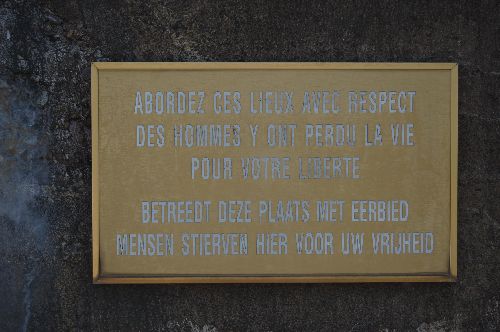 ABORDEZ CES LIEUX AVEC RESPECT
DES HOMMES Y ONT PERDU LA VIE
POUR VOTRE LIBERTE
BETREEDT DEZE PLAATS MET EERBIED
MENSEN STIERVEN HIER VOOR UW VRIJHEID